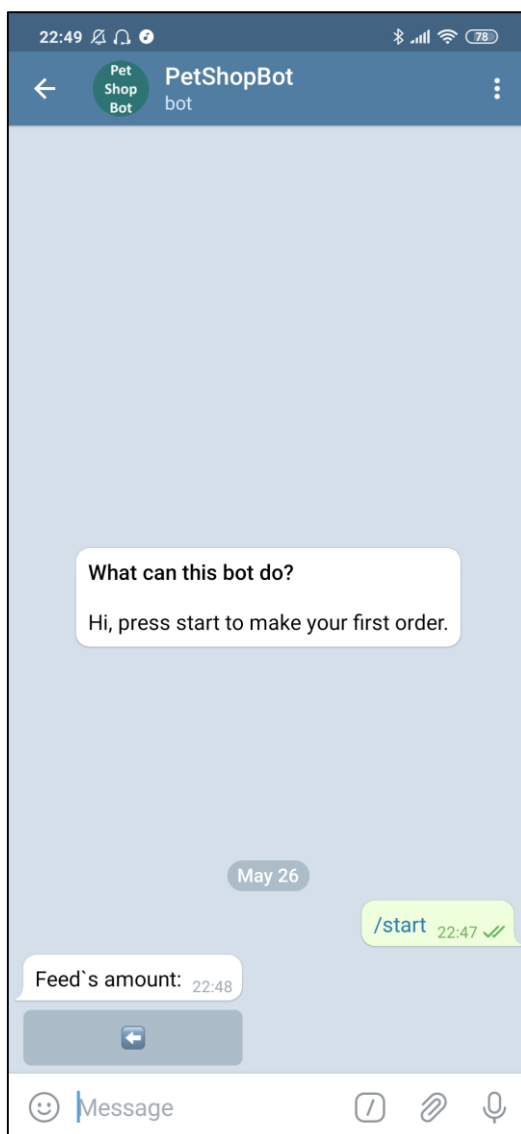 22:49
78
Pet
Shop
Bot
PetShopBot
bot
What can this bot do?
Hi, press start to make your first order.
May 26
/start 22:47
Feed`s amount: 22:48
Message
/